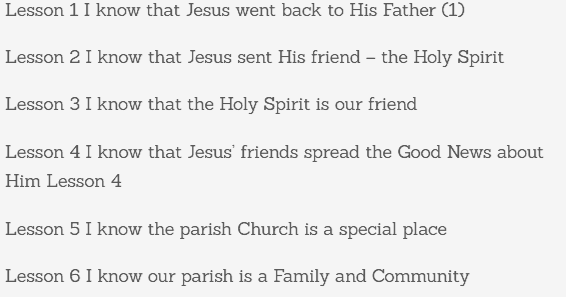 Lesson 1 I know that Jesus went back to His Father (1)
Lesson 2 I know that Jesus sent His friend – the Holy Spirit
Lesson 3 I know that the Holy Spirit is our friend
Lesson 4 I know that Jesus’ friends spread the Good News about
Him Lesson 4
Lesson 5 I know the parish Church is a special place
Lesson 6 I know our parish is a Family and Community